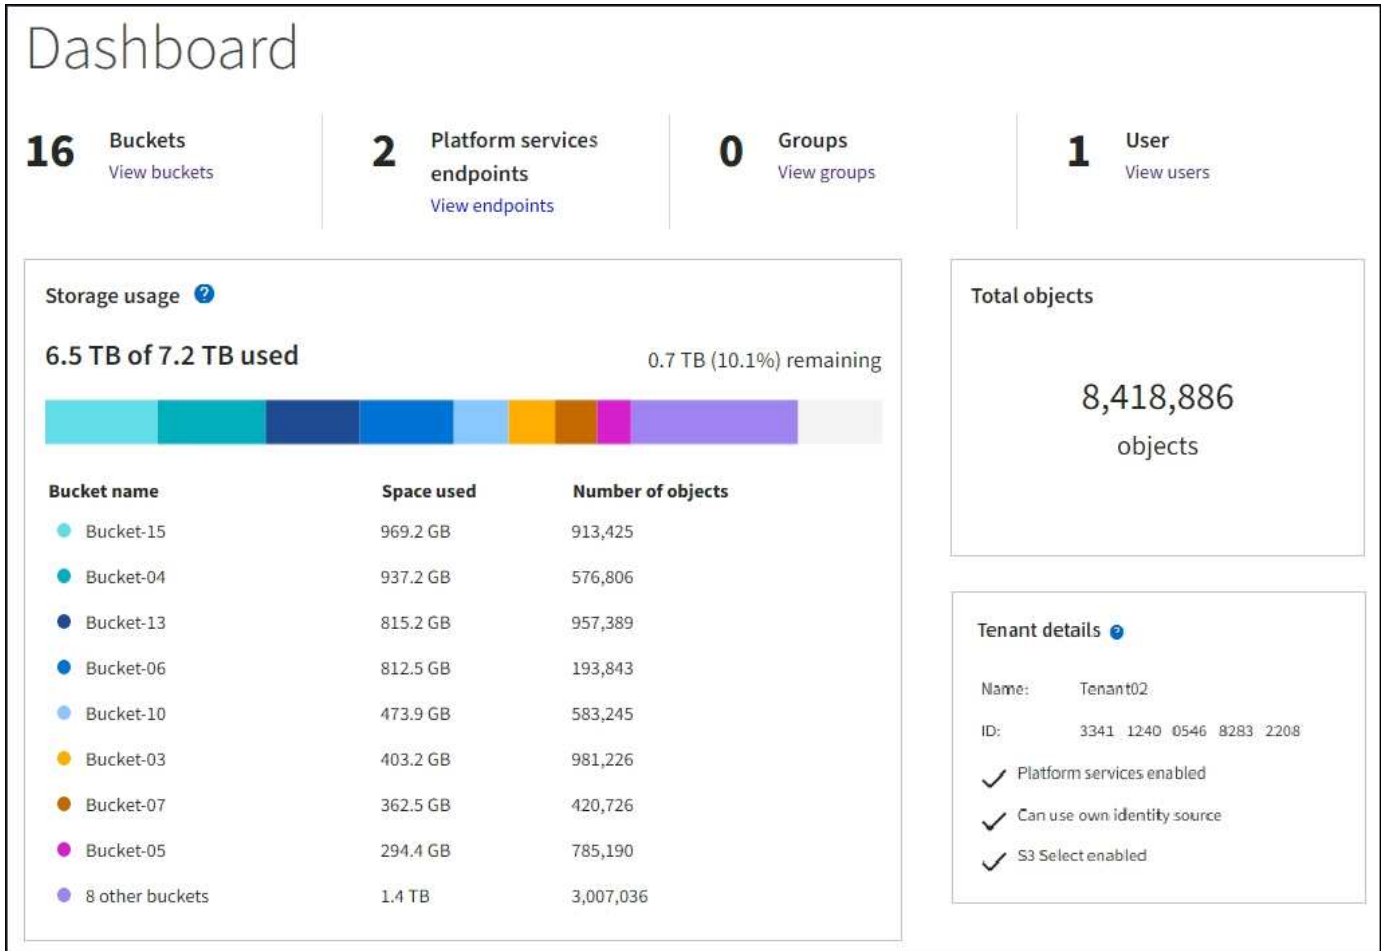 Dashboard
16 Buckets
View buckets
2 Platform services
endpoints
View endpoints
0 Groups
View groups
1 User
View users
Storage usage ?
6.5 TB of 7.2 TB used
0.7 TB (10.1%) remaining
Bucket name Space used Number of objects
Bucket-15 969.2 GB 913,425
Bucket-04 937.2 GB 576,806
Bucket-13 815.2 GB 957,389
Bucket-06 812.5 GB 193,843
Bucket-10 473.9 GB 583,245
Bucket-03 403.2 GB 981,226
Bucket-07 362.5 GB 420,726
Bucket-05 294.4 GB 785,190
8 other buckets 1.4 TB 3,007,036
Total objects
8,418,886
objects
Tenant details ?
Name: Tenant02
ID: 3341 1240 0546 8283 2208
Platform services enabled
Can use own identity source
S3 Select enabled